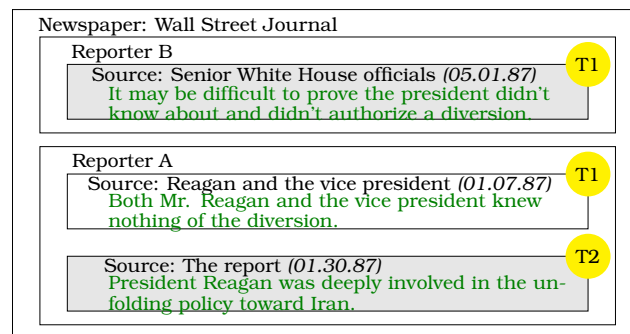 Newspaper: Wall Street Journal
Reporter B
T1
Source: Senior White House officials (05.01.87)
It may be difficult to prove the president didn't
know about and didn't authorize a diversion.
Reporter A
T1
Source: Reagan and the vice president (01.07.87)
Both Mr. Reagan and the vice president knew
nothing of the diversion.
T2
Source: The report (01.30.87)
President Reagan was deeply involved in the un-
folding policy toward Iran.